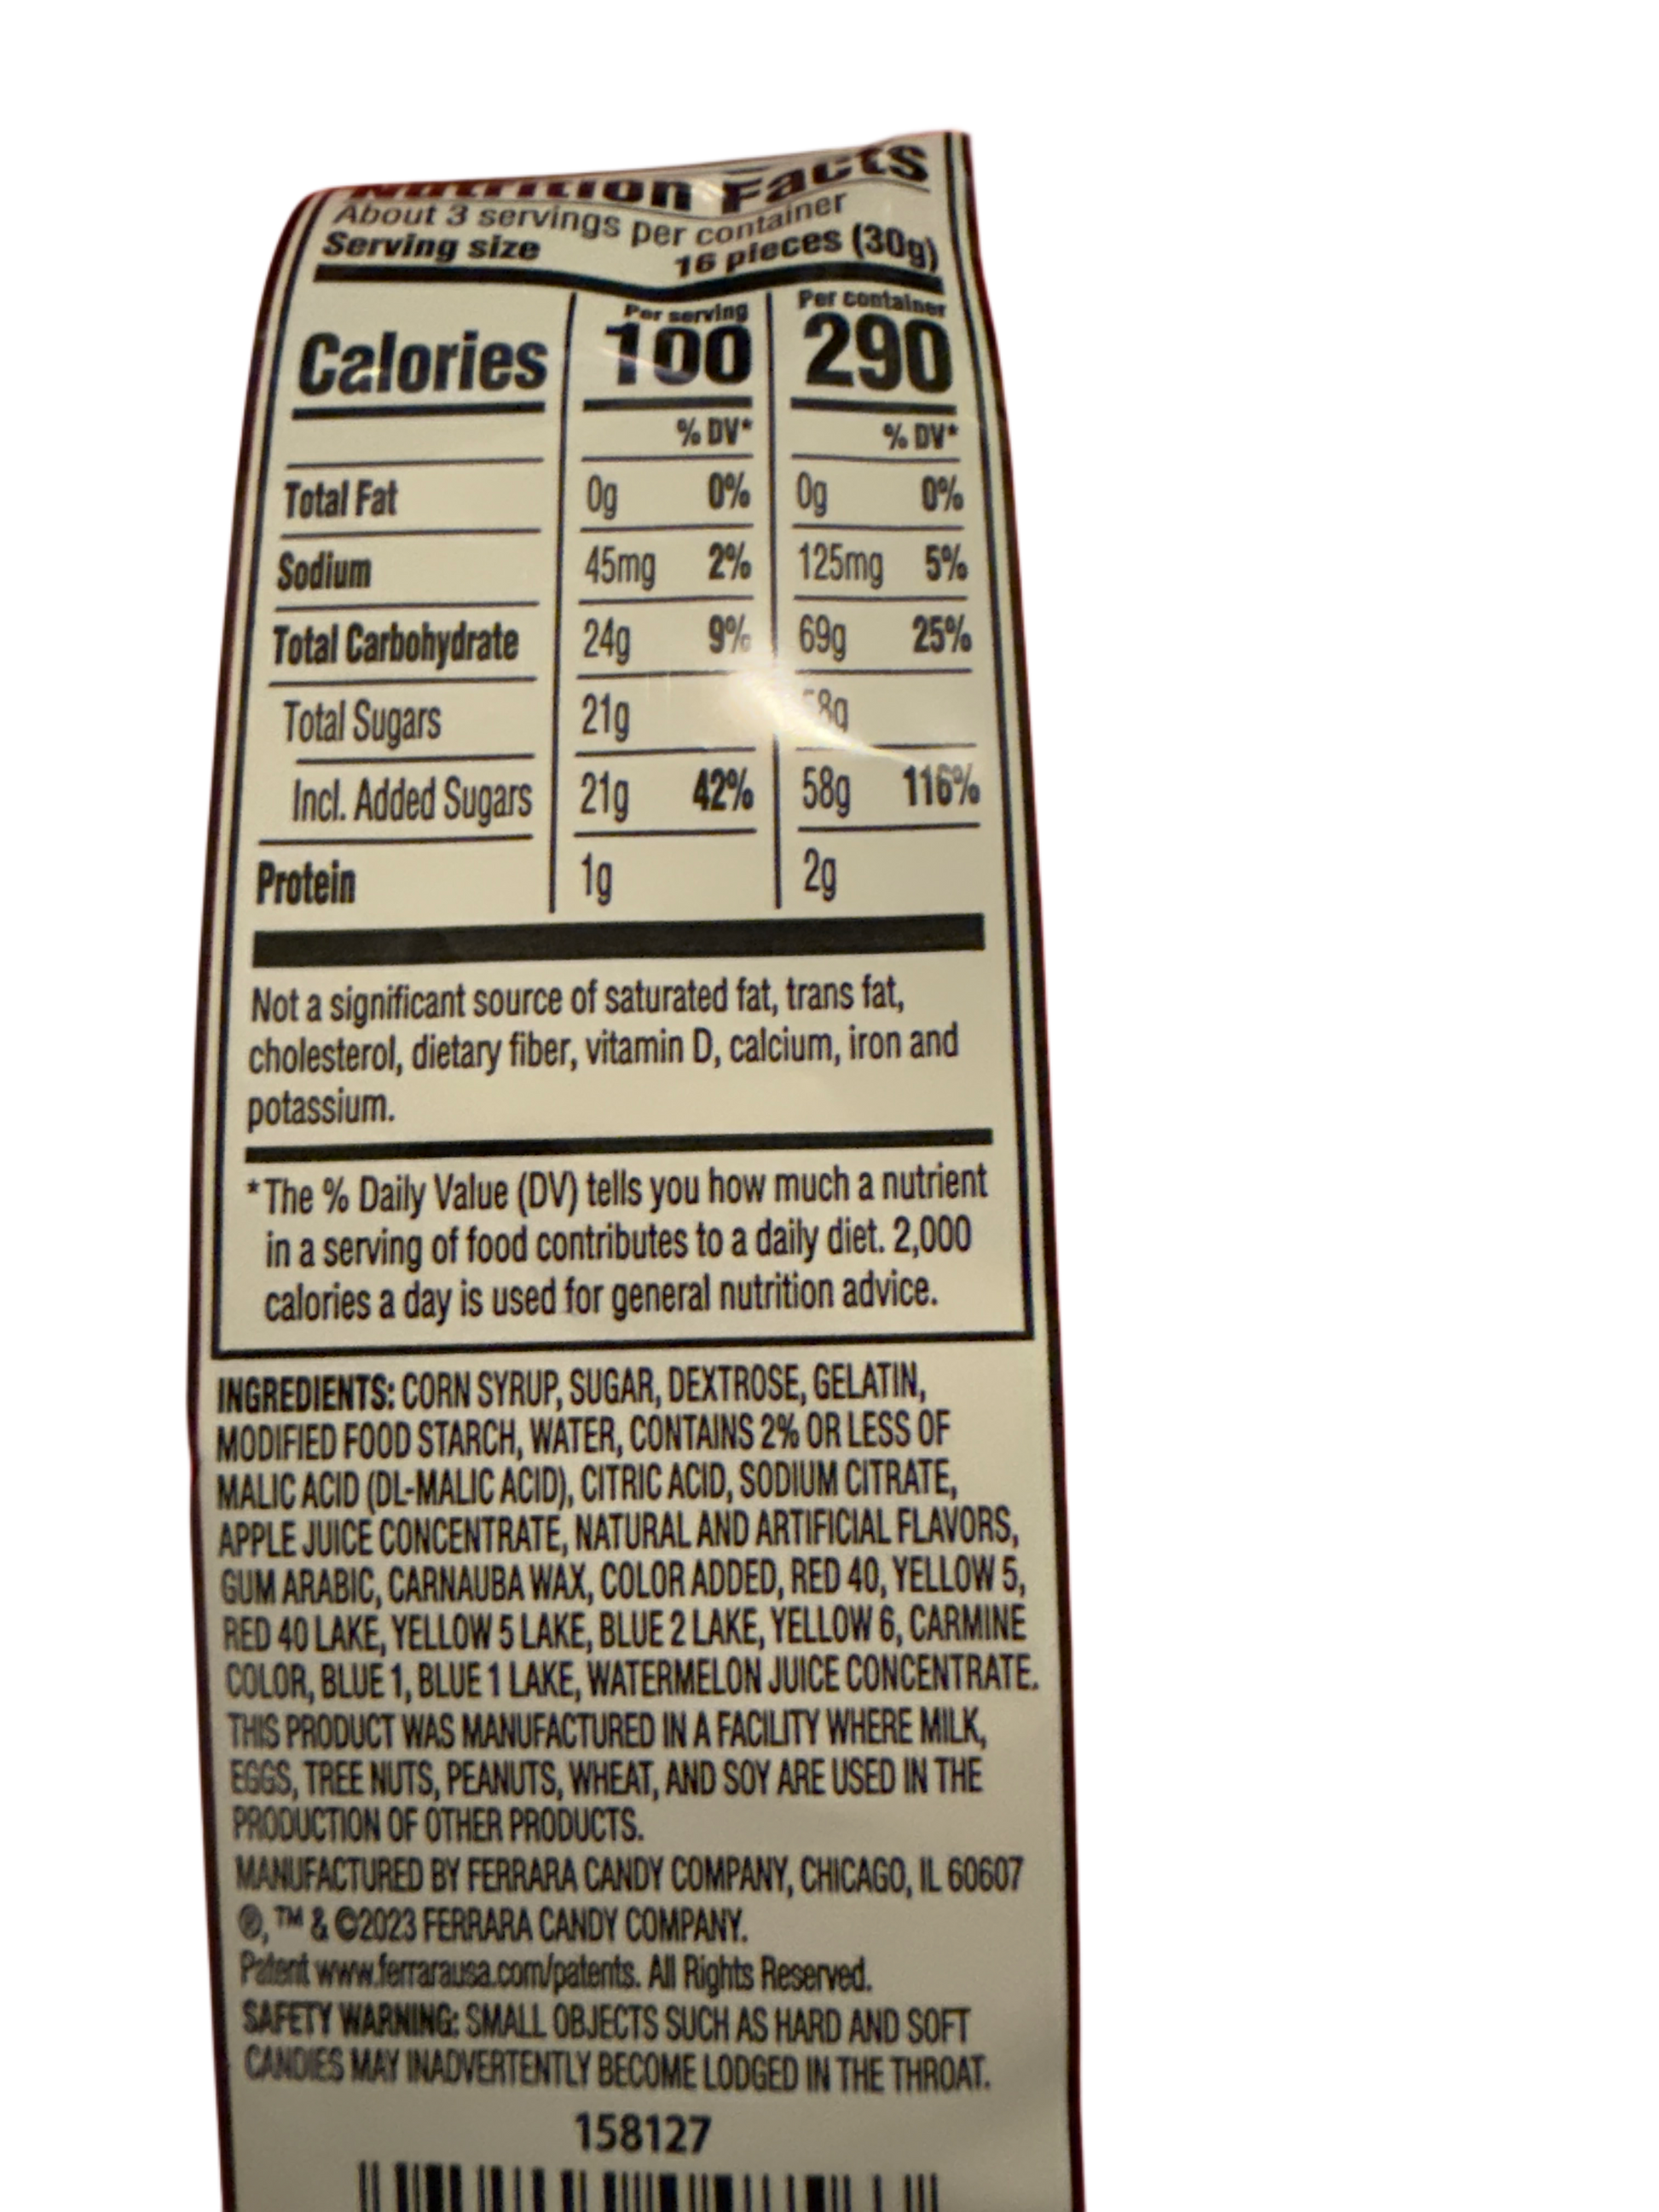 Nutrition Facts
About 3 servings per container
Serving size 16 pieces (30g)
Per serving Per container
Calories 100 290
% DV* % DV*
Total Fat 0g 0% 0g 0%
Sodium 45mg 2% 125mg 5%
Total Carbohydrate 24g 9% 69g 25%
Total Sugars 21g 58g
Incl. Added Sugars 21g 42% 58g 116%
Protein 1g 2g
Not a significant source of saturated fat, trans fat,
cholesterol, dietary fiber, vitamin D, calcium, iron and
potassium.
*The % Daily Value (DV) tells you how much a nutrient
in a serving of food contributes to a daily diet. 2,000
calories a day is used for general nutrition advice.
INGREDIENTS: CORN SYRUP, SUGAR, DEXTROSE, GELATIN,
MODIFIED FOOD STARCH, WATER, CONTAINS 2% OR LESS OF
MALIC ACID (DL-MALIC ACID), CITRIC ACID, SODIUM CITRATE,
APPLE JUICE CONCENTRATE, NATURAL AND ARTIFICIAL FLAVORS,
GUM ARABIC, CARNAUBA WAX, COLOR ADDED, RED 40, YELLOW 5,
RED 40 LAKE, YELLOW 5 LAKE, BLUE 2 LAKE, YELLOW 6, CARMINE
COLOR, BLUE 1, BLUE 1 LAKE, WATERMELON JUICE CONCENTRATE.
THIS PRODUCT WAS MANUFACTURED IN A FACILITY WHERE MILK,
EGGS, TREE NUTS, PEANUTS, WHEAT, AND SOY ARE USED IN THE
PRODUCTION OF OTHER PRODUCTS.
MANUFACTURED BY FERRARA CANDY COMPANY, CHICAGO, IL 60607
®, ™ & ©2023 FERRARA CANDY COMPANY.
Patent www.ferrarausa.com/patents. All Rights Reserved.
SAFETY WARNING: SMALL OBJECTS SUCH AS HARD AND SOFT
CANDIES MAY INADVERTENTLY BECOME LODGED IN THE THROAT.
158127